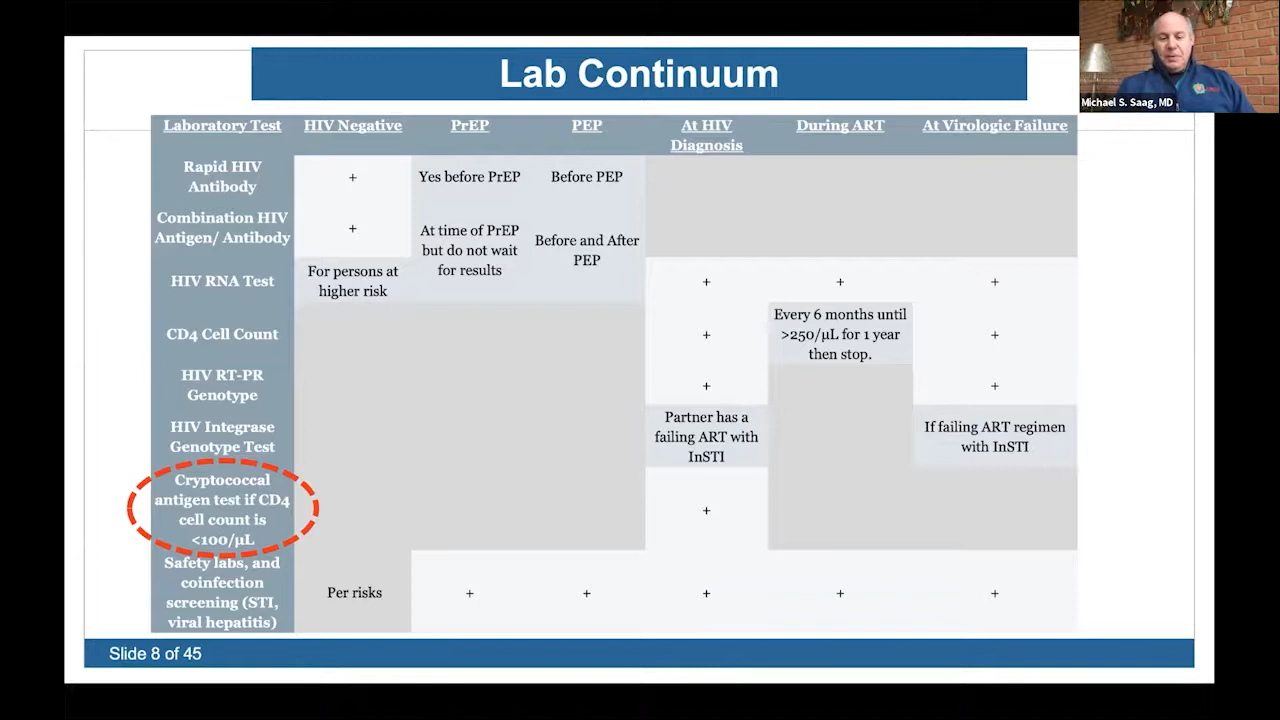 Lab Continuum
Michael S. Saag, MD
Laboratory Test
HIV Negative
PrEP
PEP
At HIV
Diagnosis
During ART
At Virologic Failure
Rapid HIV
Antibody
+
Yes before PrEP
Before PEP
Combination HIV
Antigen/ Antibody
+
At time of PrEP
but do not wait
for results
Before and After
PEP
HIV RNA Test
For persons at
higher risk
+
+
+
CD4 Cell Count
+
Every 6 months until
>250/µL for 1 year
then stop.
+
HIV RT-PR
Genotype
+
+
HIV Integrase
Genotype Test
Partner has a
failing ART with
InSTI
If failing ART regimen
with InSTI
Cryptococcal
antigen test if CD4
cell count is
<100/µL
+
Safety labs, and
coinfection
screening (STI,
viral hepatitis)
Per risks
+
+
+
+
+
Slide 8 of 45